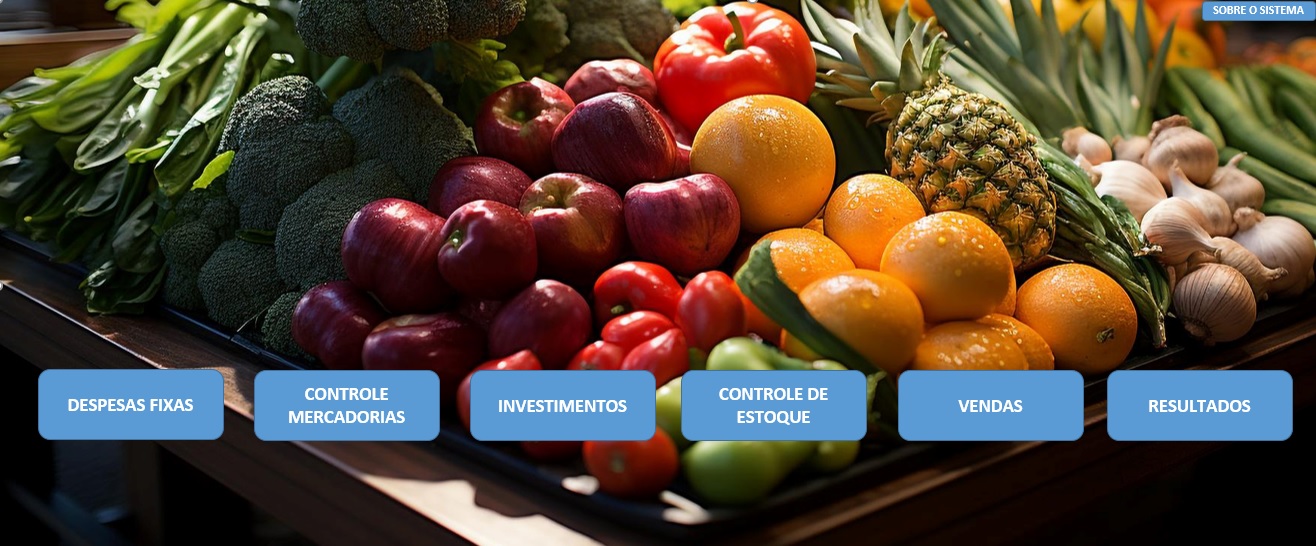 SOBRE O SISTEMA
DESPESAS FIXAS
CONTROLE
MERCADORIAS
INVESTIMENTOS
CONTROLE DE
ESTOQUE
VENDAS
RESULTADOS